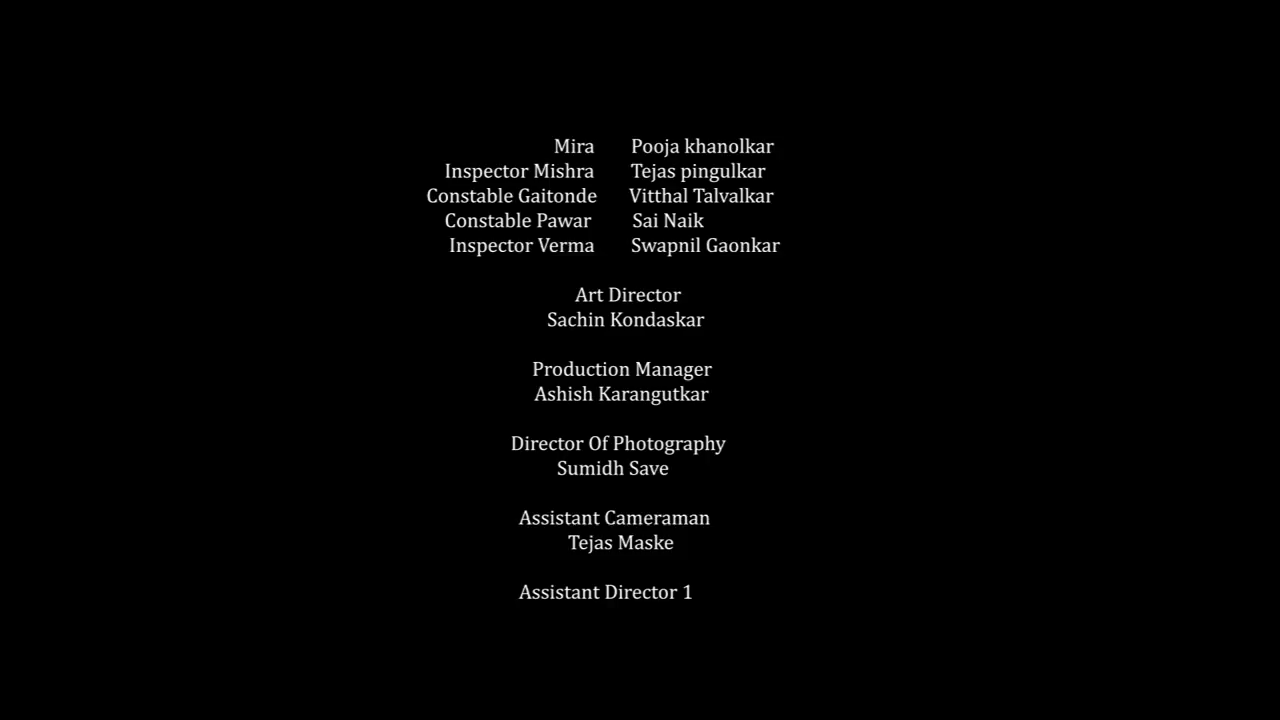 Mira Pooja khanolkar
Inspector Mishra Tejas pingulkar
Constable Gaitonde Vitthal Talvalkar
Constable Pawar Sai Naik
Inspector Verma Swapnil Gaonkar
Art Director
Sachin Kondaskar
Production Manager
Ashish Karangutkar
Director Of Photography
Sumidh Save
Assistant Cameraman
Tejas Maske
Assistant Director 1